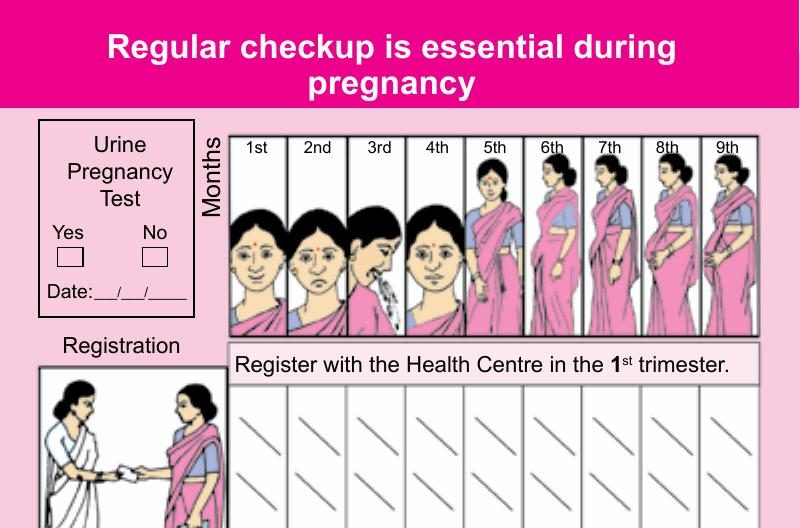 Regular checkup is essential during
pregnancy
Urine
Pregnancy
Test
Yes No
Date:__/__/____
Months
1st 2nd 3rd 4th 5th 6th 7th 8th 9th
Registration
Register with the Health Centre in the 1st trimester.